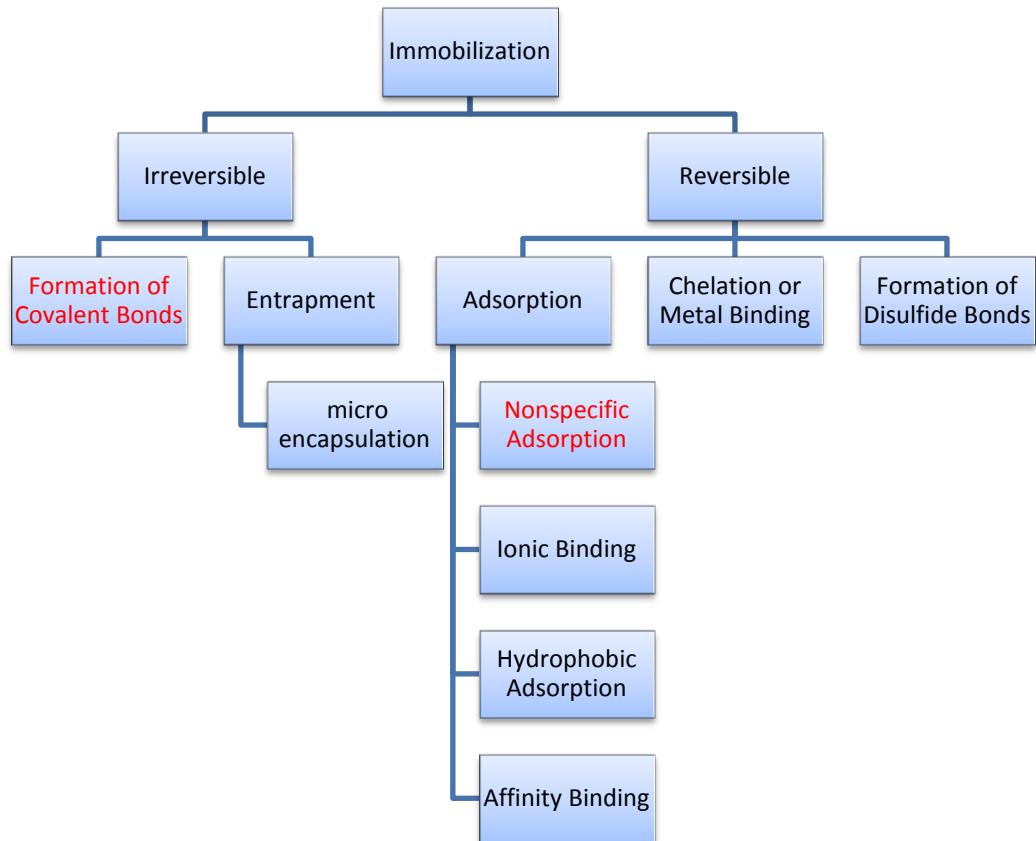 Immobilization
Irreversible
Reversible
Formation of
Covalent Bonds
Entrapment
Adsorption
Chelation or
Metal Binding
Formation of
Disulfide Bonds
micro
encapsulation
Nonspecific
Adsorption
Ionic Binding
Hydrophobic
Adsorption
Affinity Binding